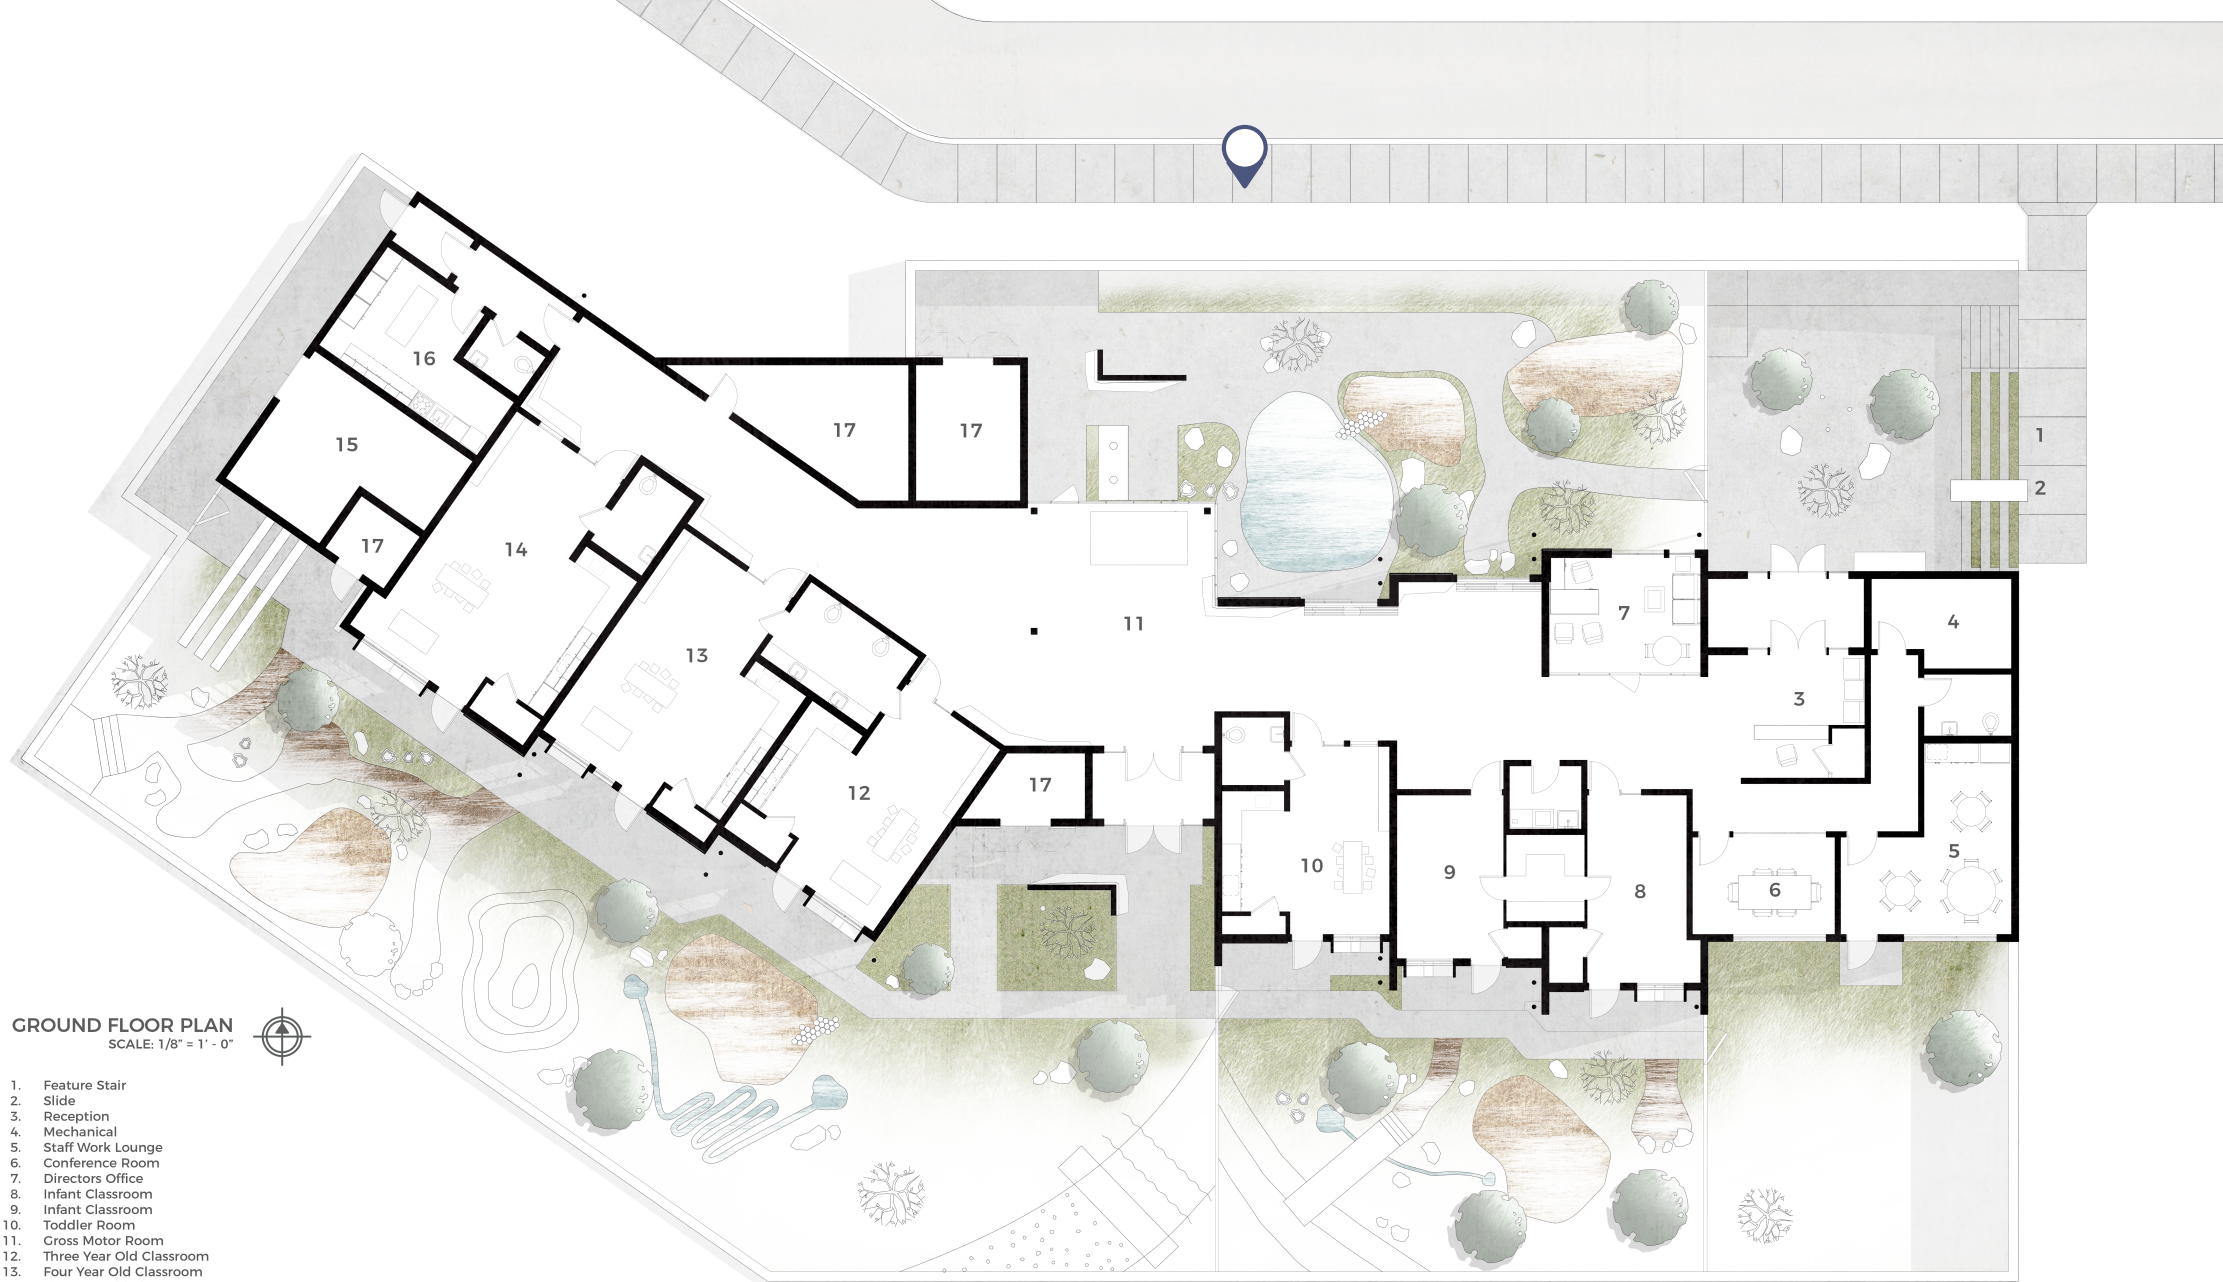 16
15
17
14
13
12
17
17
17
11
10
9
8
7
6
5
4
3
1
2
GROUND FLOOR PLAN
SCALE: 1/8" = 1' - 0"
1. Feature Stair
2. Slide
3. Reception
4. Mechanical
5. Staff Work Lounge
6. Conference Room
7. Directors Office
8. Infant Classroom
9. Infant Classroom
10. Toddler Room
11. Gross Motor Room
12. Three Year Old Classroom
13. Four Year Old Classroom